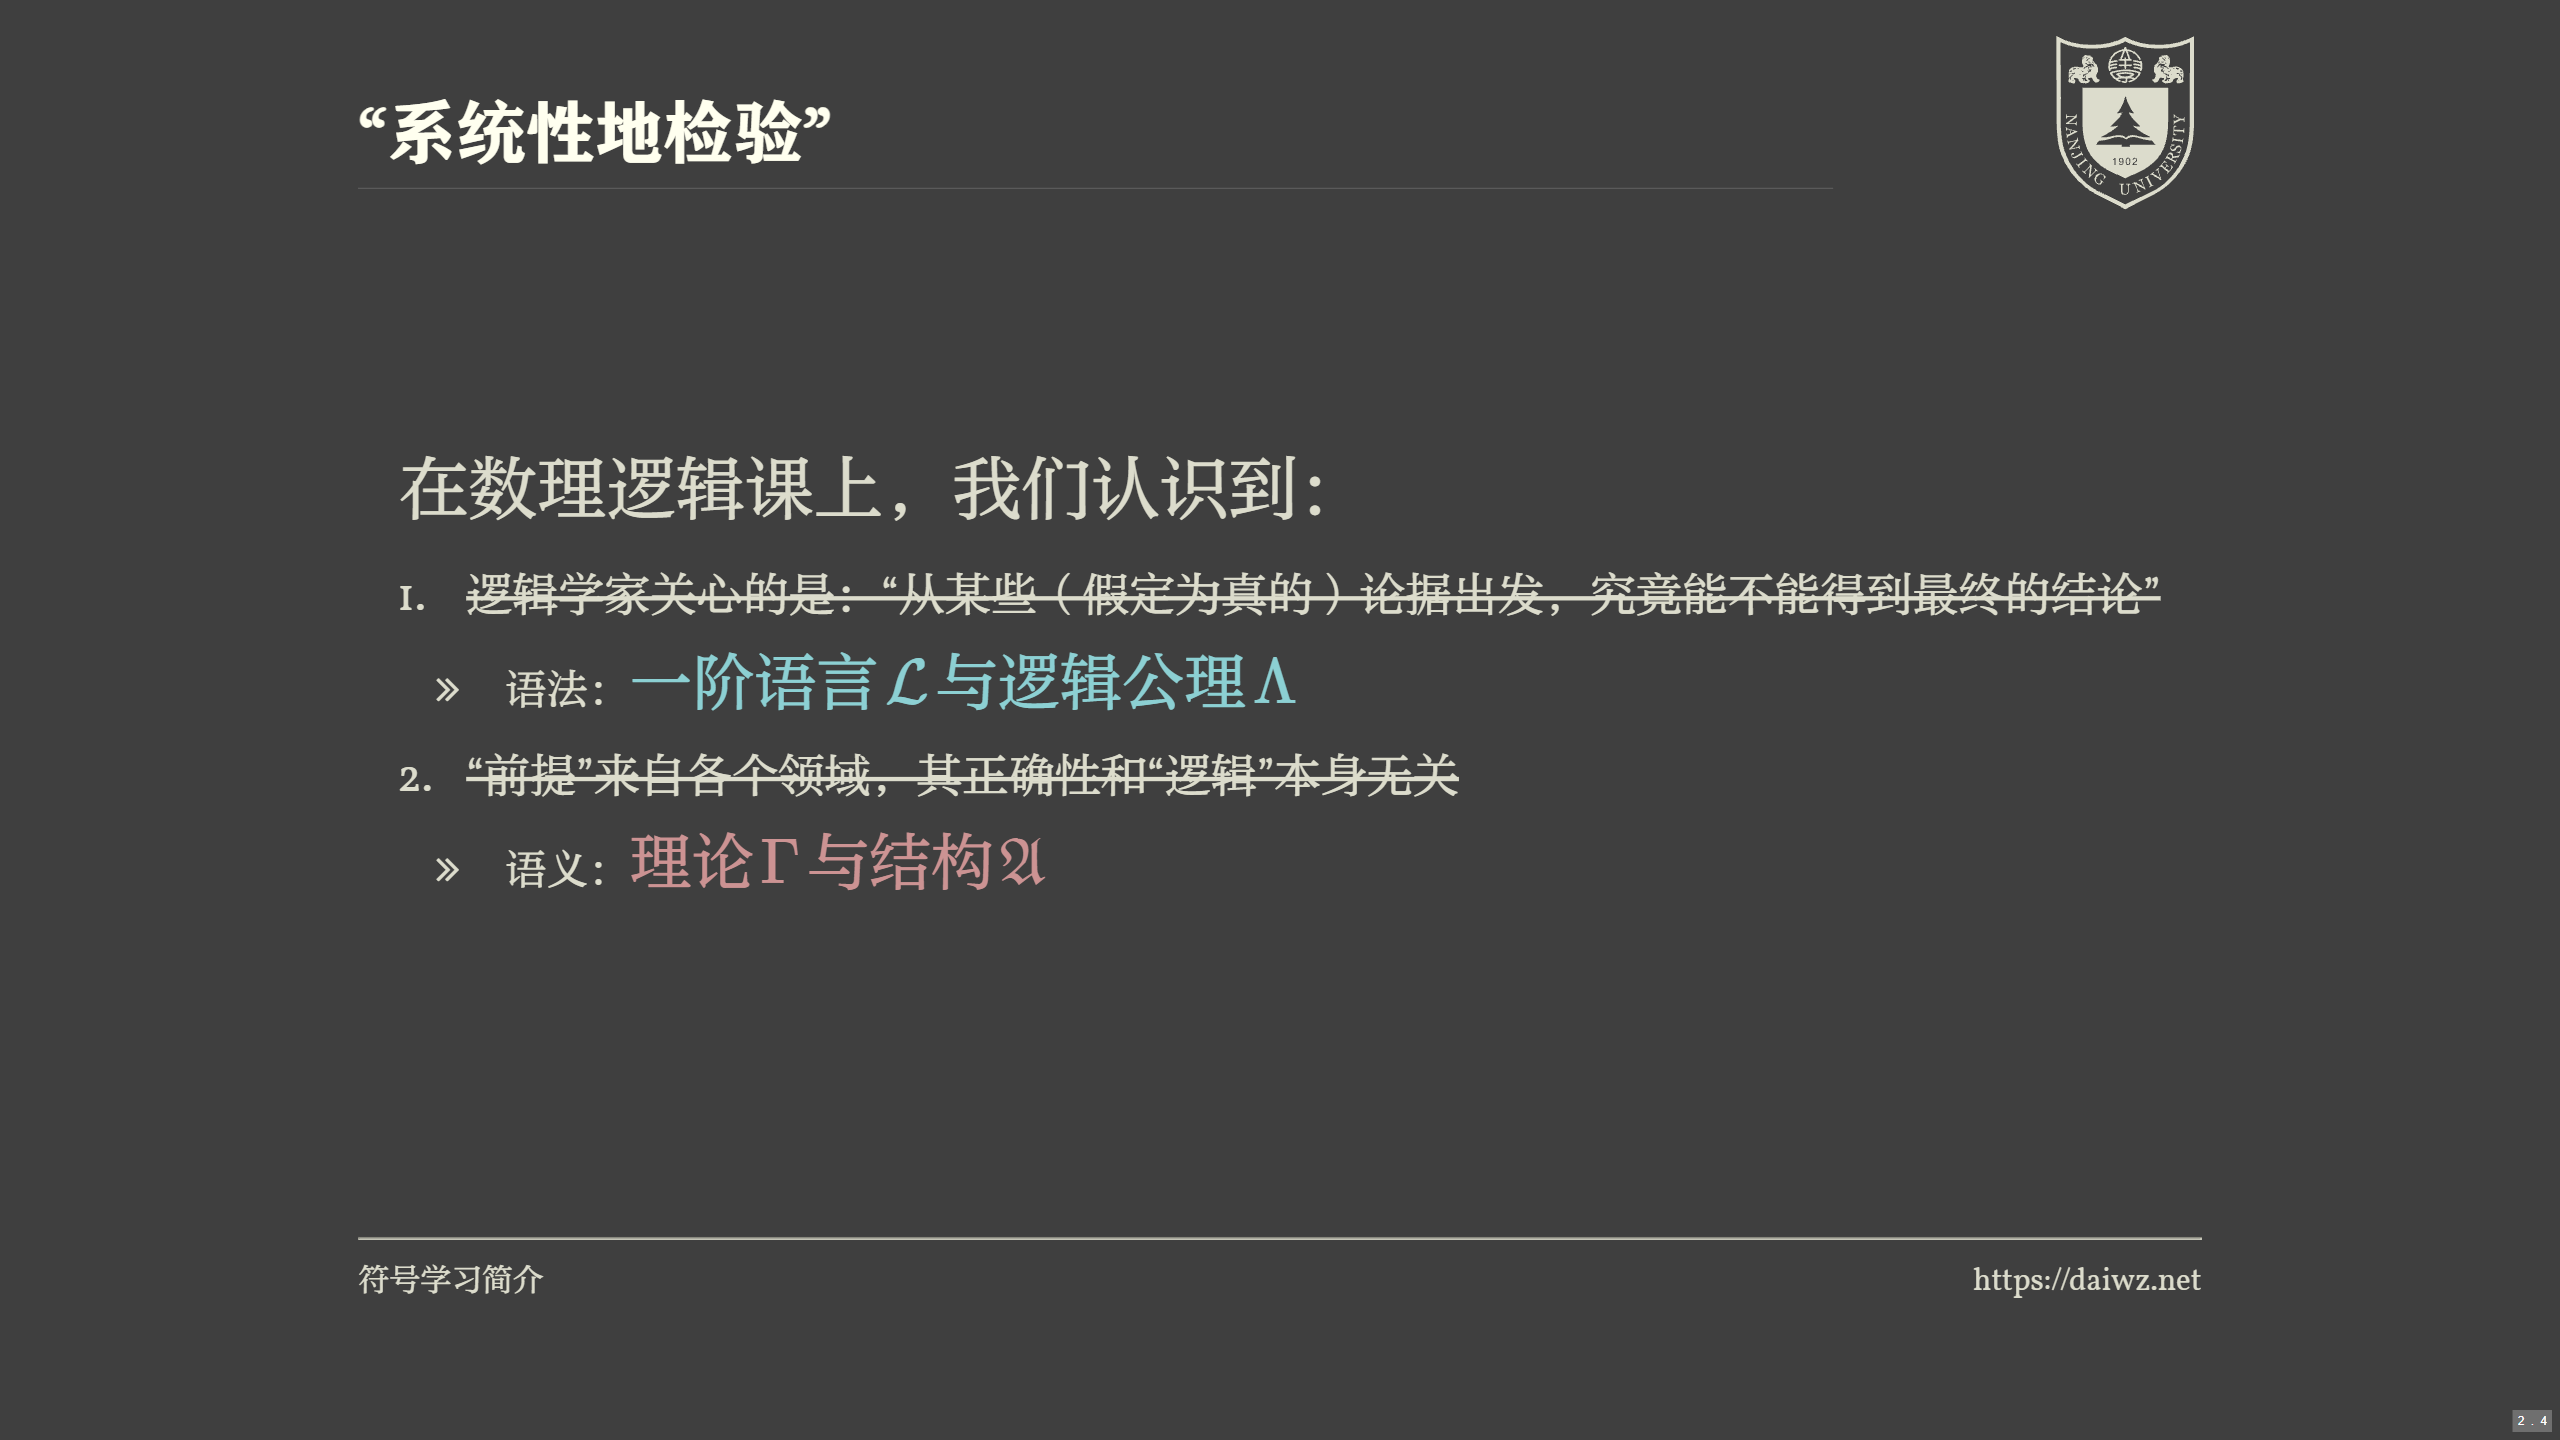 “系统性地检验”
NANJING UNIVERSITY
1902
在数理逻辑课上，我们认识到：
1. 逻辑学家关心的是：“从某些（假定为真的）论据出发，究竟能不能得到最终的结论”
» 语法：一阶语言ℒ与逻辑公理Λ
2. “前提”来自各个领域，其正确性和“逻辑”本身无关
» 语义：理论Γ与结构𝔄
符号学习简介
https://daiwz.net
2.4